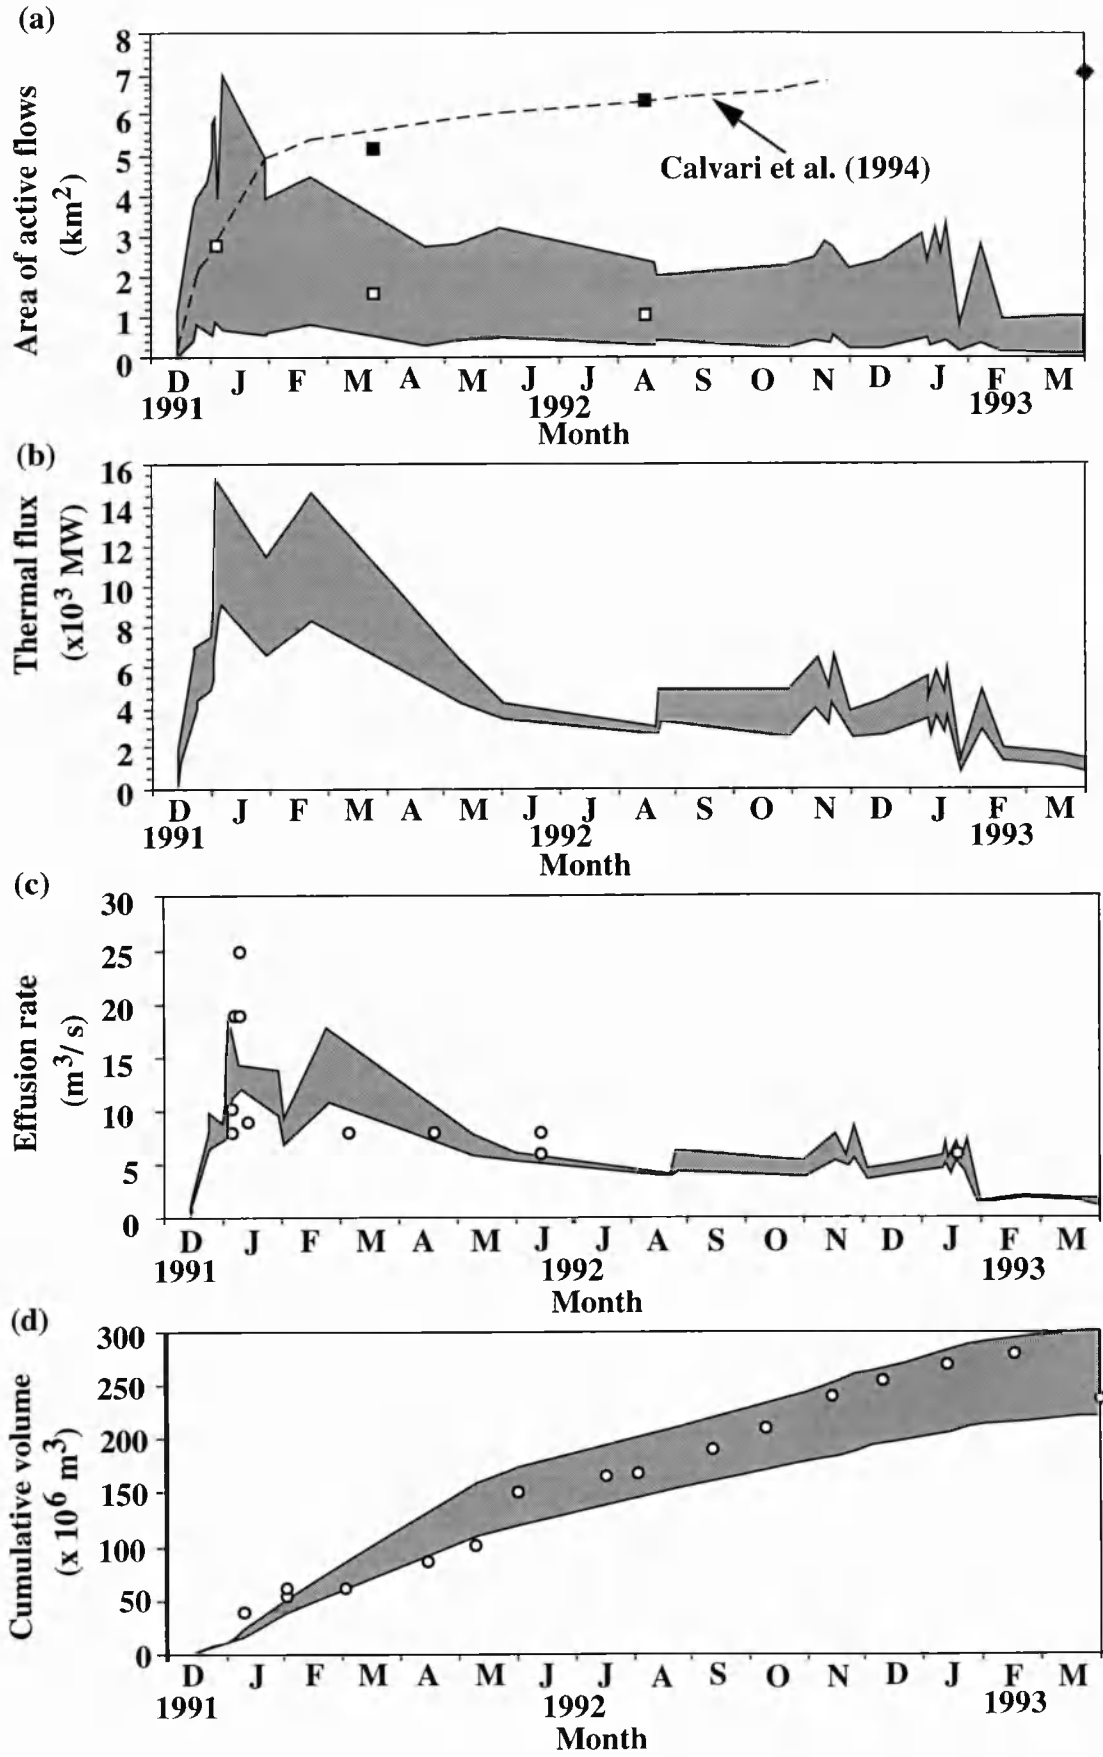 (a)
Area of active flows
(km2)
8
7
6
5
4
3
2
1
0
Calvari et al. (1994)
D J F M A M J J A S O N D J F M
1991 1992 1993
Month
(b)
Thermal flux
(x103 MW)
16
14
12
10
8
6
4
2
0
D J F M A M J J A S O N D J F M
1991 1992 1993
Month
(c)
Effusion rate
(m3/ s)
30
25
20
15
10
5
0
D J F M A M J J A S O N D J F M
1991 1992 1993
Month
(d)
Cumulative volume
(x 106 m3)
300
250
200
150
100
50
0
D J F M A M J J A S O N D J F M
1991 1992 1993
Month